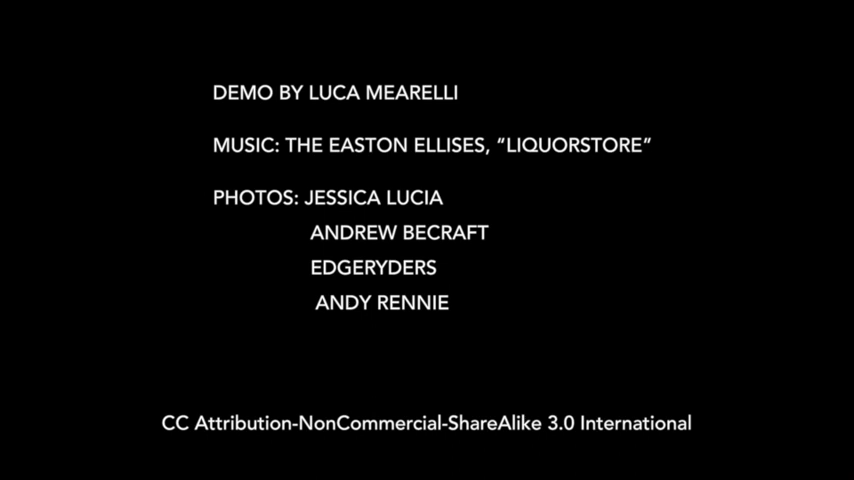 DEMO BY LUCA MEARELLI
MUSIC: THE EASTON ELLISES, “LIQUORSTORE”
PHOTOS: JESSICA LUCIA
ANDREW BECRAFT
EDGERYDERS
ANDY RENNIE
CC Attribution-NonCommercial-ShareAlike 3.0 International